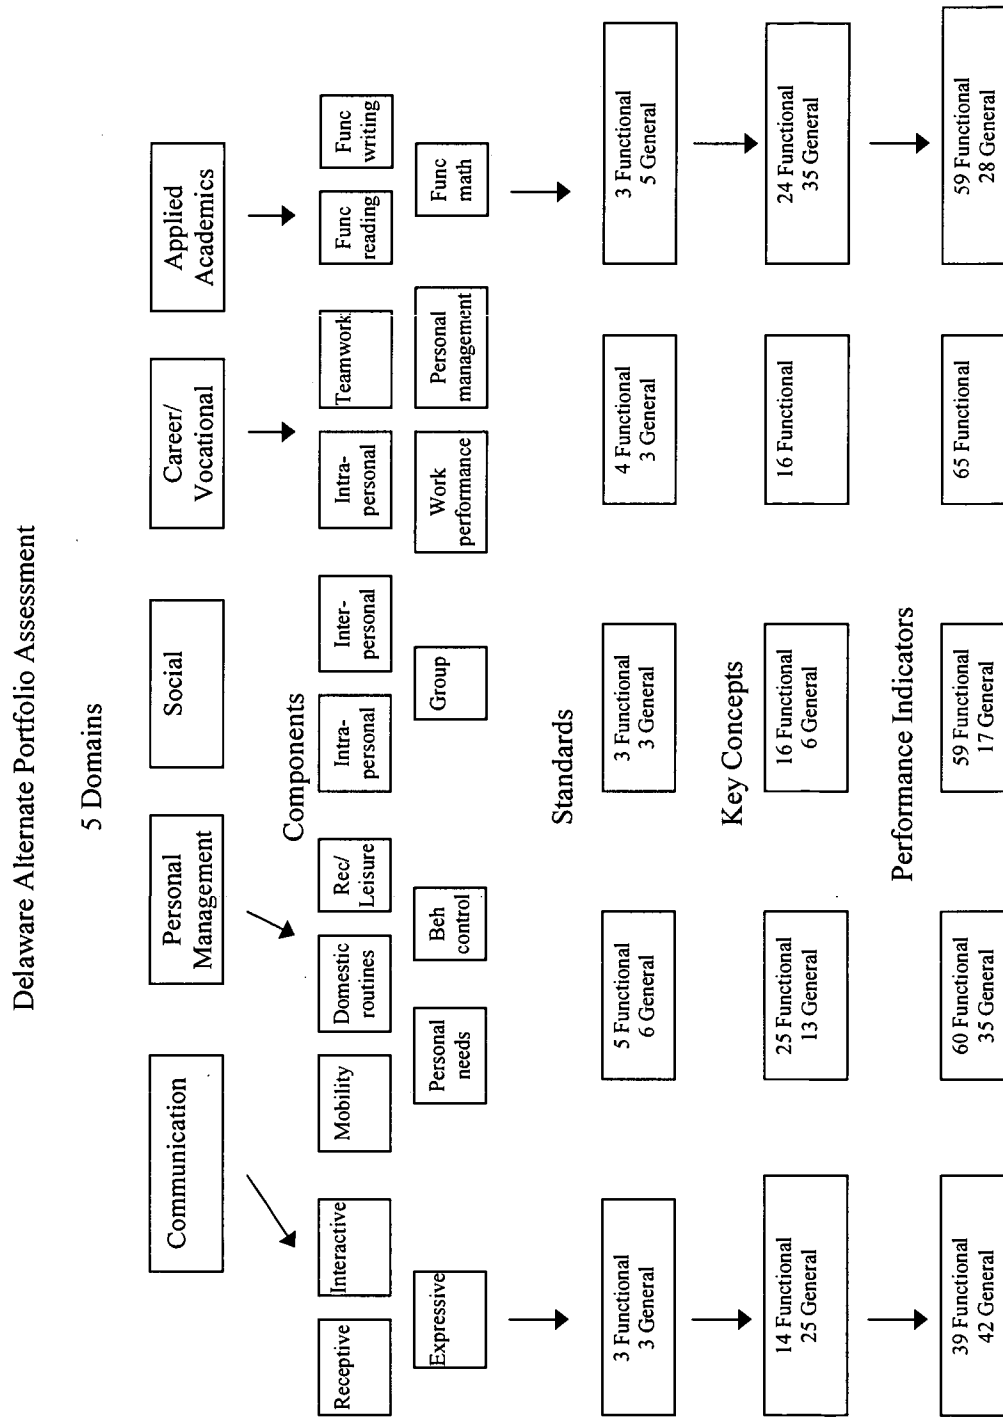 Delaware Alternate Portfolio Assessment
5 Domains
Communication
Personal
Management
Social
Career/
Vocational
Applied
Academics
Components
Receptive
Interactive
Mobility
Domestic
routines
Rec/
Leisure
Intra-
personal
Inter-
personal
Intra-
personal
Teamwork
Func
reading
Func
writing
Expressive
Personal
needs
Beh
control
Group
Work
performance
Personal
management
Func
math
Standards
3 Functional
3 General
5 Functional
6 General
3 Functional
3 General
4 Functional
3 General
3 Functional
5 General
Key Concepts
14 Functional
25 General
25 Functional
13 General
16 Functional
6 General
16 Functional
24 Functional
35 General
Performance Indicators
39 Functional
42 General
60 Functional
35 General
59 Functional
17 General
65 Functional
59 Functional
28 General